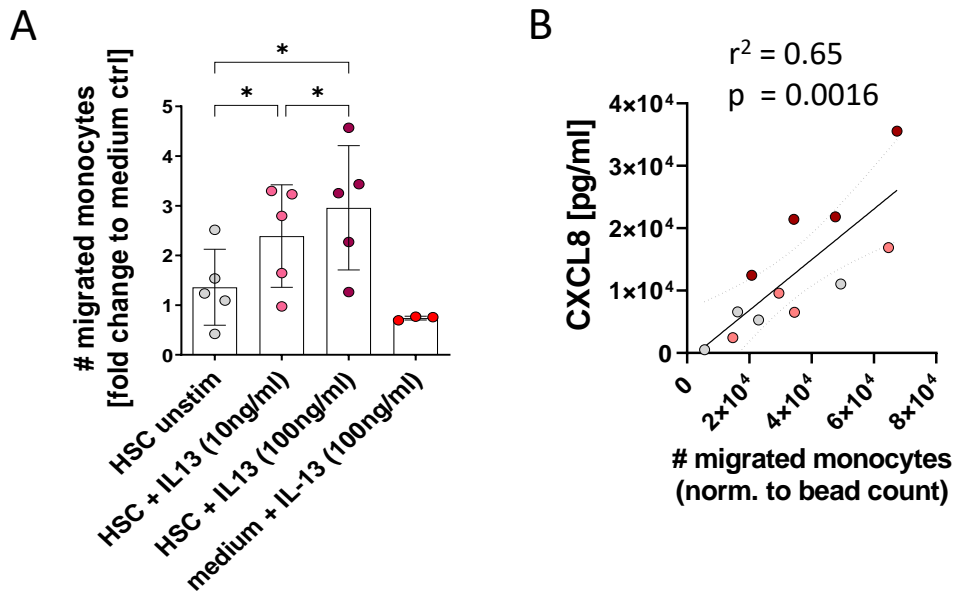 A
# migrated monocytes
[fold change to medium ctrl]
*
*
*
5
4
3
2
1
0
HSC unstim
HSC + IL13 (10ng/ml)
HSC + IL13 (100ng/ml)
medium + IL-13 (100ng/ml)
B
r² = 0.65
p = 0.0016
CXCL8 [pg/ml]
4×10⁴
3×10⁴
2×10⁴
1×10⁴
0
0
2×10⁴
4×10⁴
6×10⁴
8×10⁴
# migrated monocytes
(norm. to bead count)